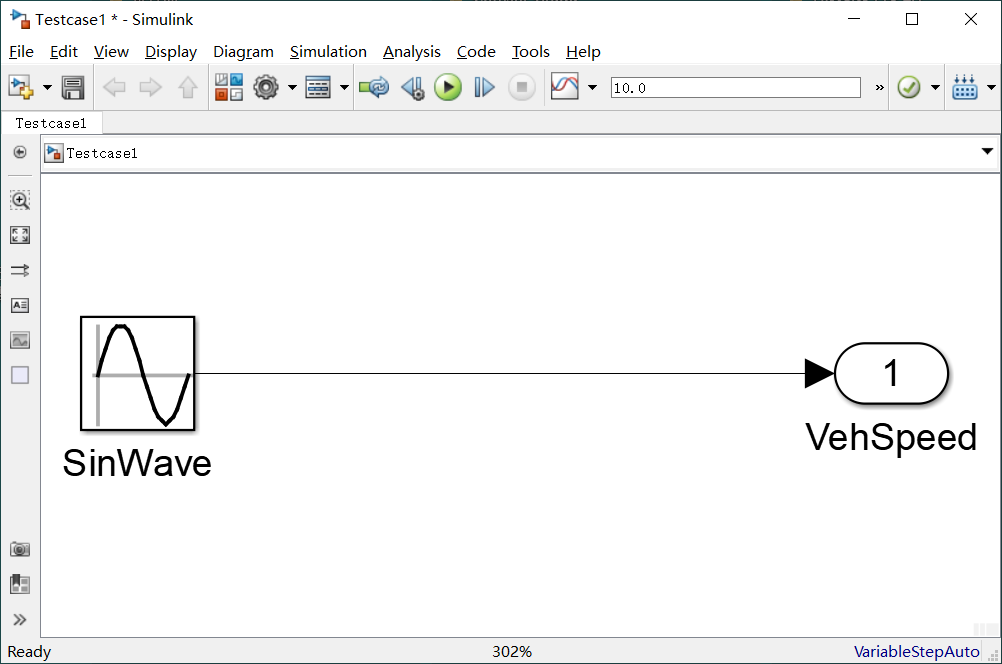 Testcase1 * - Simulink
File Edit View Display Diagram Simulation Analysis Code Tools Help
10.0 »
Testcase1
Testcase1
1
VehSpeed
SinWave
Ready 302% VariableStepAuto